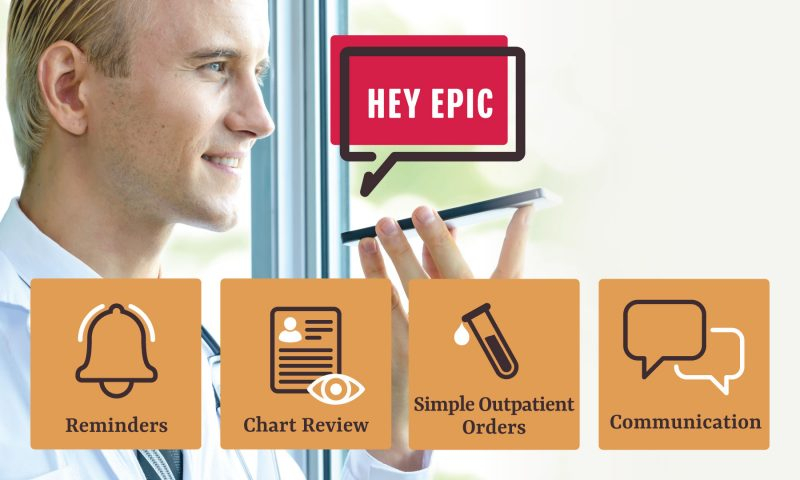 HEY EPIC
Reminders
Chart Review
Simple Outpatient
Orders
Communication